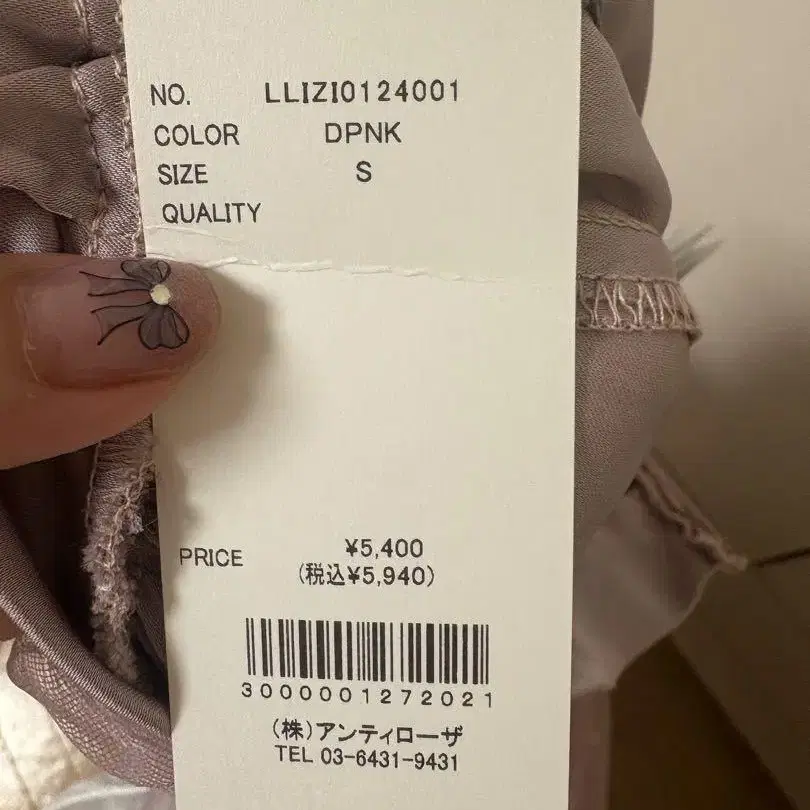 NO. LLIZI0124001
COLOR DPNK
SIZE S
QUALITY
PRICE ¥5,400
(税込¥5,940)
3000001272021
(株)アンティローザ
TEL 03-6431-9431